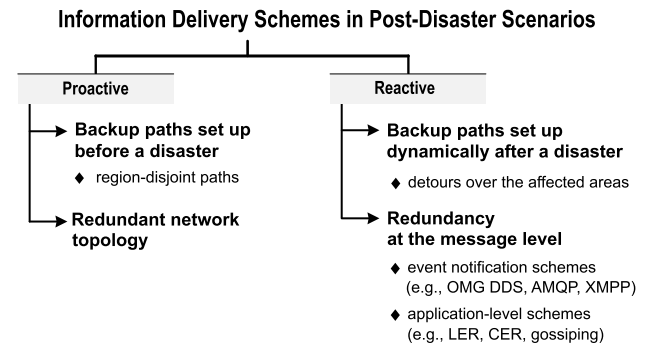 Information Delivery Schemes in Post-Disaster Scenarios
Proactive
Backup paths set up
before a disaster
♦ region-disjoint paths
Redundant network
topology
Reactive
Backup paths set up
dynamically after a disaster
♦ detours over the affected areas
Redundancy
at the message level
♦ event notification schemes
(e.g., OMG DDS, AMQP, XMPP)
♦ application-level schemes
(e.g., LER, CER, gossiping)